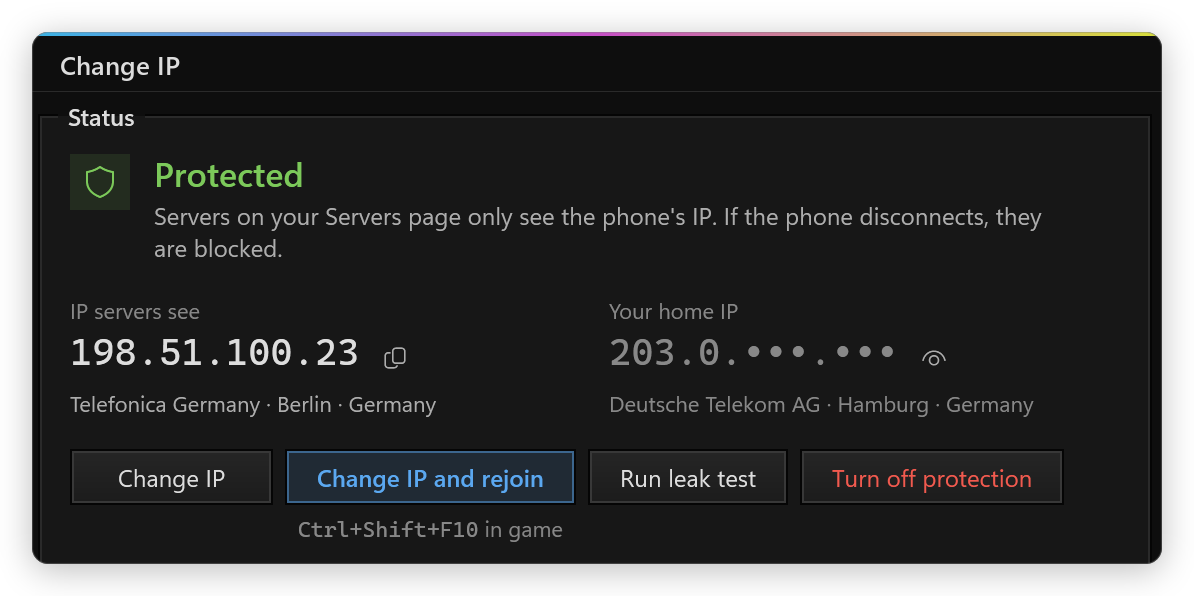 Change IP
Status
Protected
Servers on your Servers page only see the phone's IP. If the phone disconnects, they
are blocked.
IP servers see
198.51.100.23
Telefonica Germany · Berlin · Germany
Your home IP
203.0.•••.•••
Deutsche Telekom AG · Hamburg · Germany
Change IP
Change IP and rejoin
Run leak test
Turn off protection
Ctrl+Shift+F10 in game